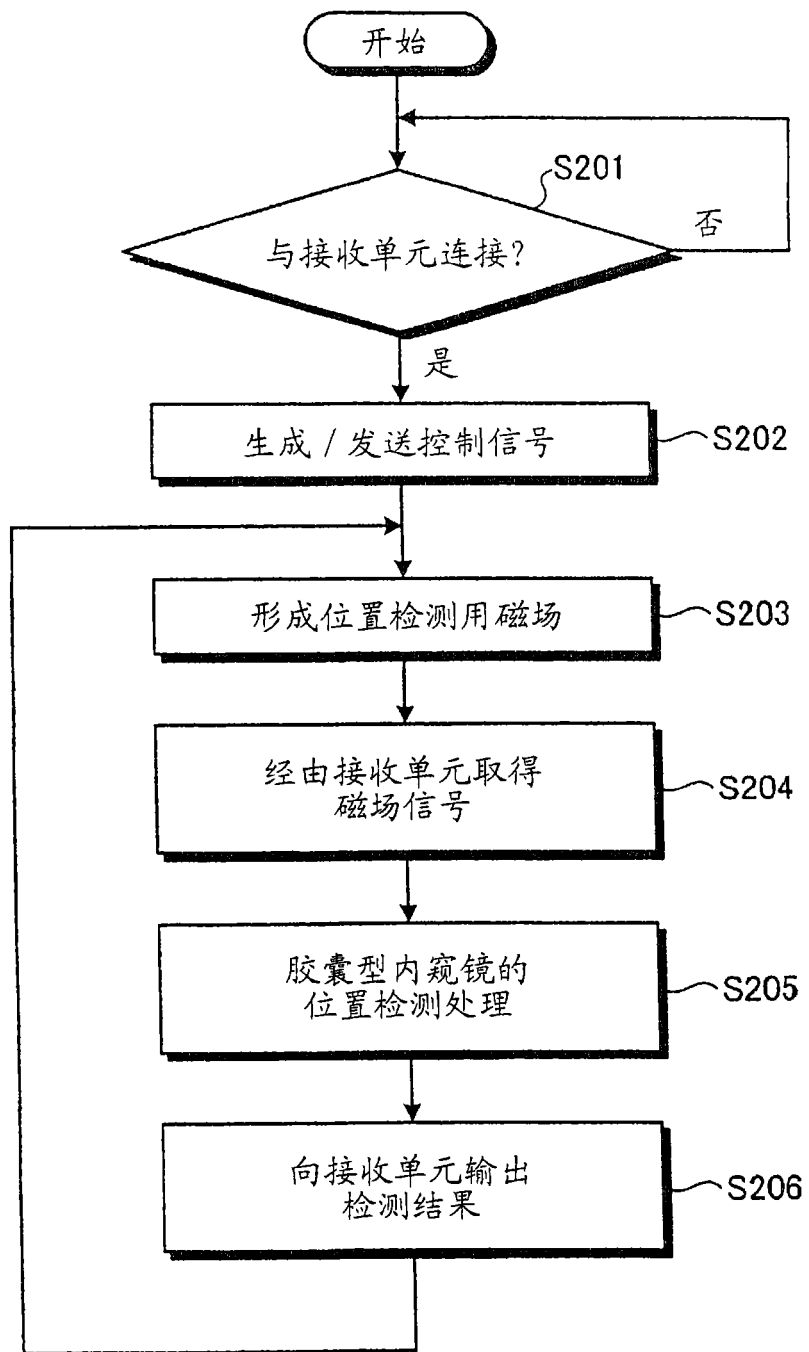 开始
S201
否
与接收单元连接?
是
生成 / 发送控制信号
S202
形成位置检测用磁场
S203
经由接收单元取得
磁场信号
S204
胶囊型内窥镜的
位置检测处理
S205
向接收单元输出
检测结果
S206